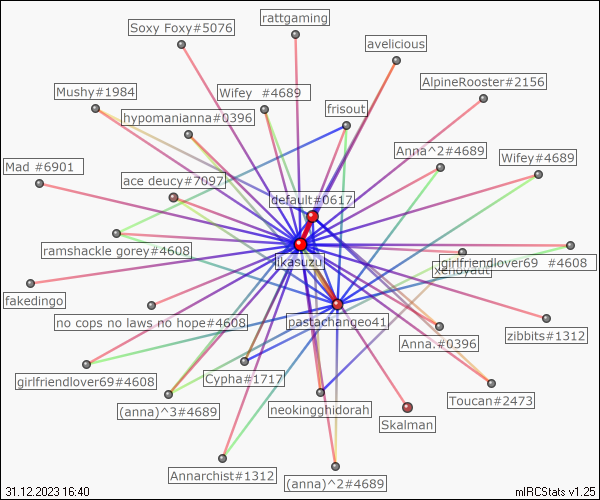 rattgaming
Soxy Foxy#5076
avelicious
AlpineRooster#2156
Mushy#1984
Wifey #4689
frisout
hypomanianna#0396
Anna^2#4689
Wifey#4689
Mad #6901
ace deucy#7097
default#0617
ramshackle gorey#4608
ikasuzu
girlfriendlover69 #4608
xenoyaut
fakedingo
no cops no laws no hope#4608
pastachangeo41
zibbits#1312
Anna #0396
girlfriendlover69#4608
Cypha#1717
Toucan#2473
(anna)^3#4689
neokingghidorah
Skalman
Annarchist#1312
(anna)^2#4689
31.12.2023 16:40
mIRCStats v1.25